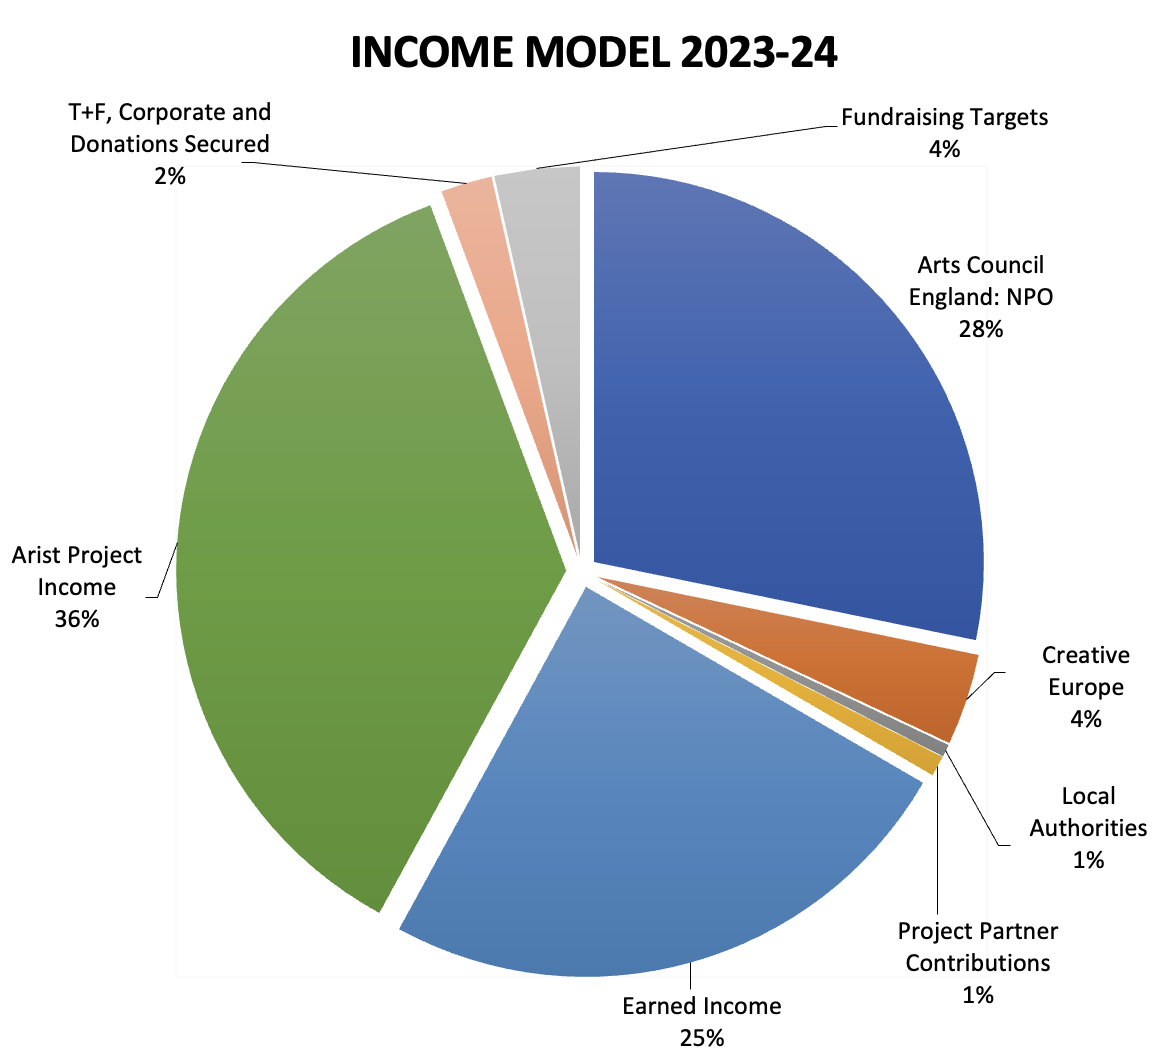 INCOME MODEL 2023-24
T+F, Corporate and
Donations Secured
2%
Fundraising Targets
4%
Arts Council
England: NPO
28%
Arist Project
Income
36%
Creative
Europe
4%
Local
Authorities
1%
Project Partner
Contributions
1%
Earned Income
25%